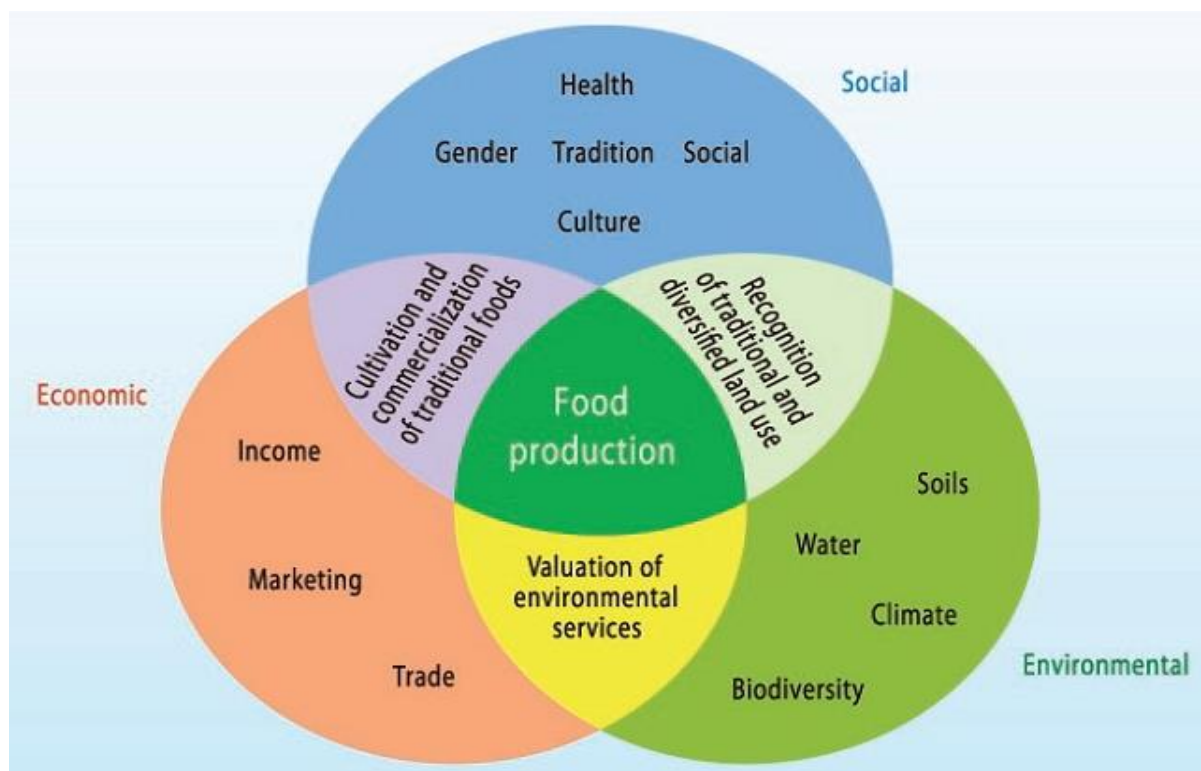 Health
Social
Gender Tradition Social
Culture
Cultivation and
commercialization
of traditional foods
Recognition
of traditional and
diversified land use
Economic
Food
production
Income
Marketing
Trade
Valuation of
environmental
services
Soils
Water
Climate
Biodiversity
Environmental